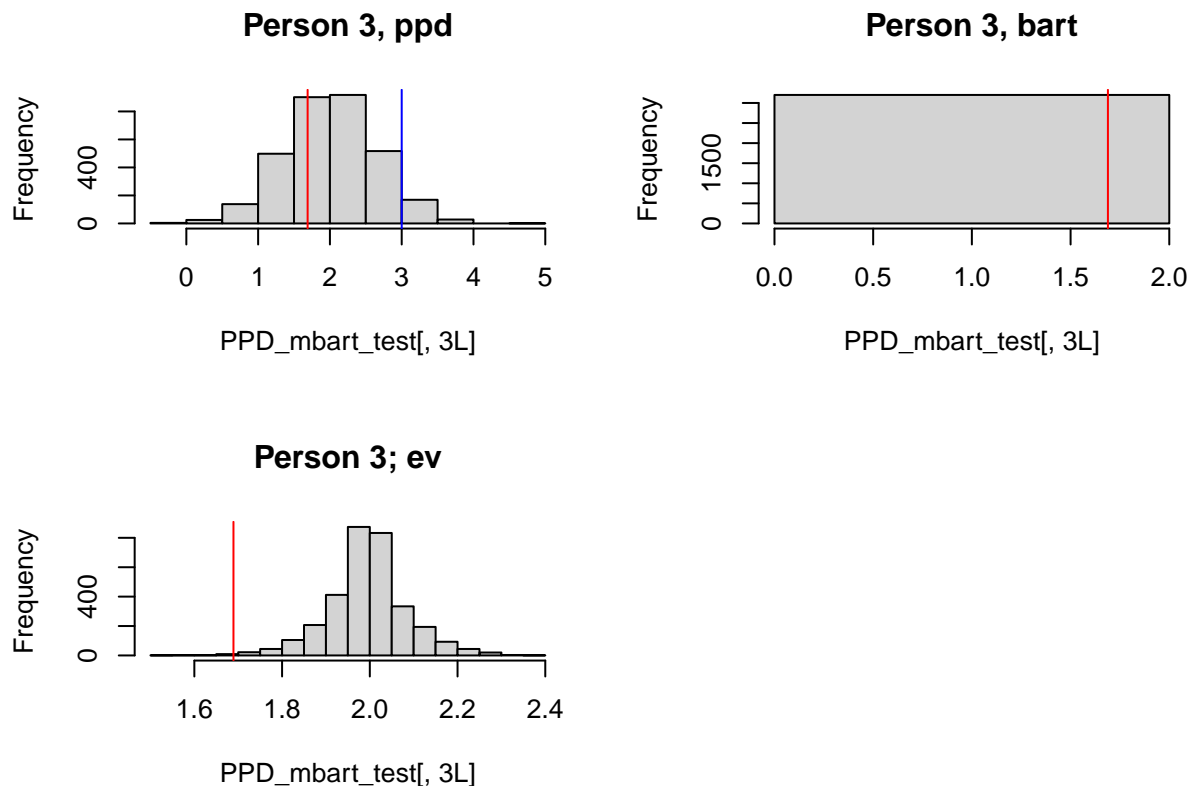 Person 3, ppd
Frequency
0 400
0 1 2 3 4 5
PPD_mbart_test[, 3L]
Person 3, bart
Frequency
0 1500
0.0 0.5 1.0 1.5 2.0
PPD_mbart_test[, 3L]
Person 3; ev
Frequency
0 400
1.6 1.8 2.0 2.2 2.4
PPD_mbart_test[, 3L]